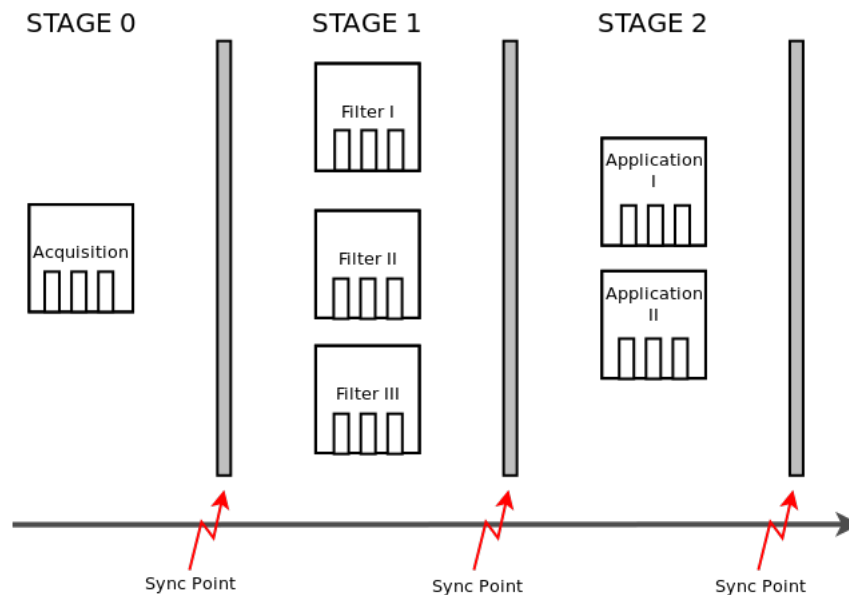 STAGE 0
STAGE 1
STAGE 2
Acquisition
Filter I
Filter II
Filter III
Application
I
Application
II
Sync Point
Sync Point
Sync Point